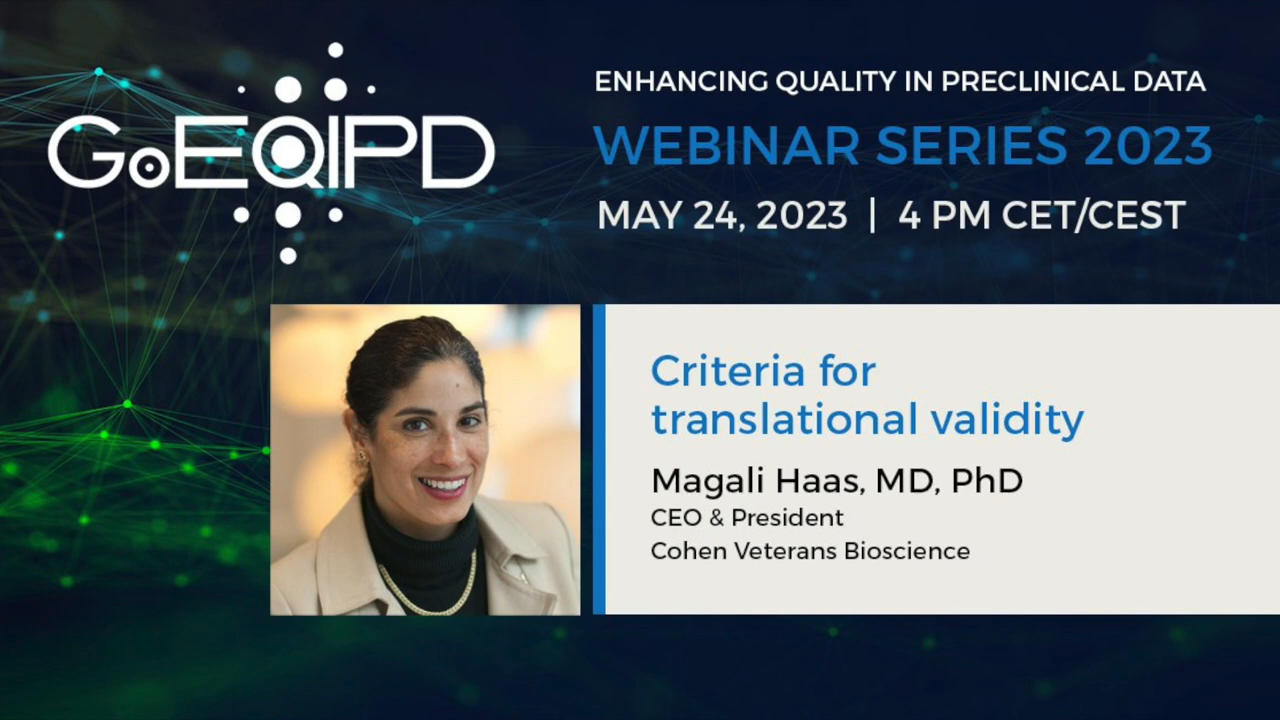 GoEQIPD
ENHANCING QUALITY IN PRECLINICAL DATA
WEBINAR SERIES 2023
MAY 24, 2023 | 4 PM CET/CEST
Criteria for
translational validity
Magali Haas, MD, PhD
CEO & President
Cohen Veterans Bioscience